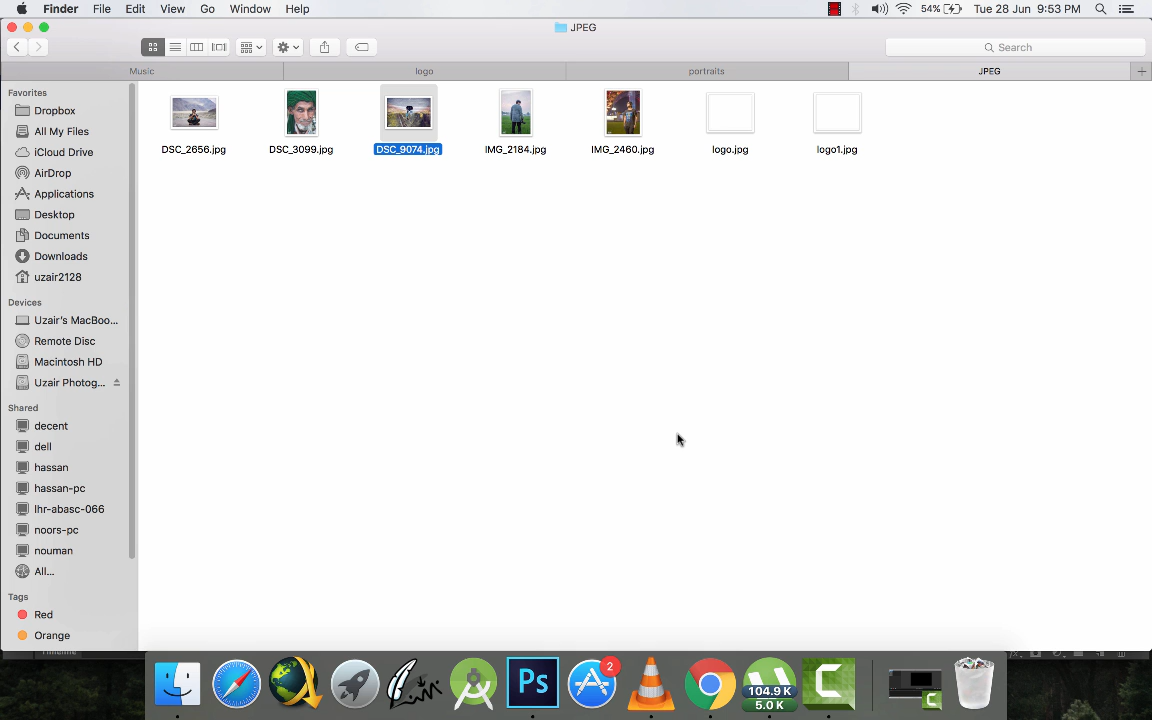 Finder File Edit View Go Window Help 54% Tue 28 Jun 9:53 PM
JPEG
Search
Music logo portraits JPEG
Favorites
Dropbox
All My Files
iCloud Drive
AirDrop
Applications
Desktop
Documents
Downloads
uzair2128
Devices
Uzair's MacBoo...
Remote Disc
Macintosh HD
Uzair Photog...
Shared
decent
dell
hassan
hassan-pc
lhr-abasc-066
noors-pc
nouman
All...
Tags
Red
Orange
DSC_2656.jpg DSC_3099.jpg DSC_9074.jpg IMG_2184.jpg IMG_2460.jpg logo.jpg logo1.jpg
Timeline
Ps
2
104.9 K
5.0 K